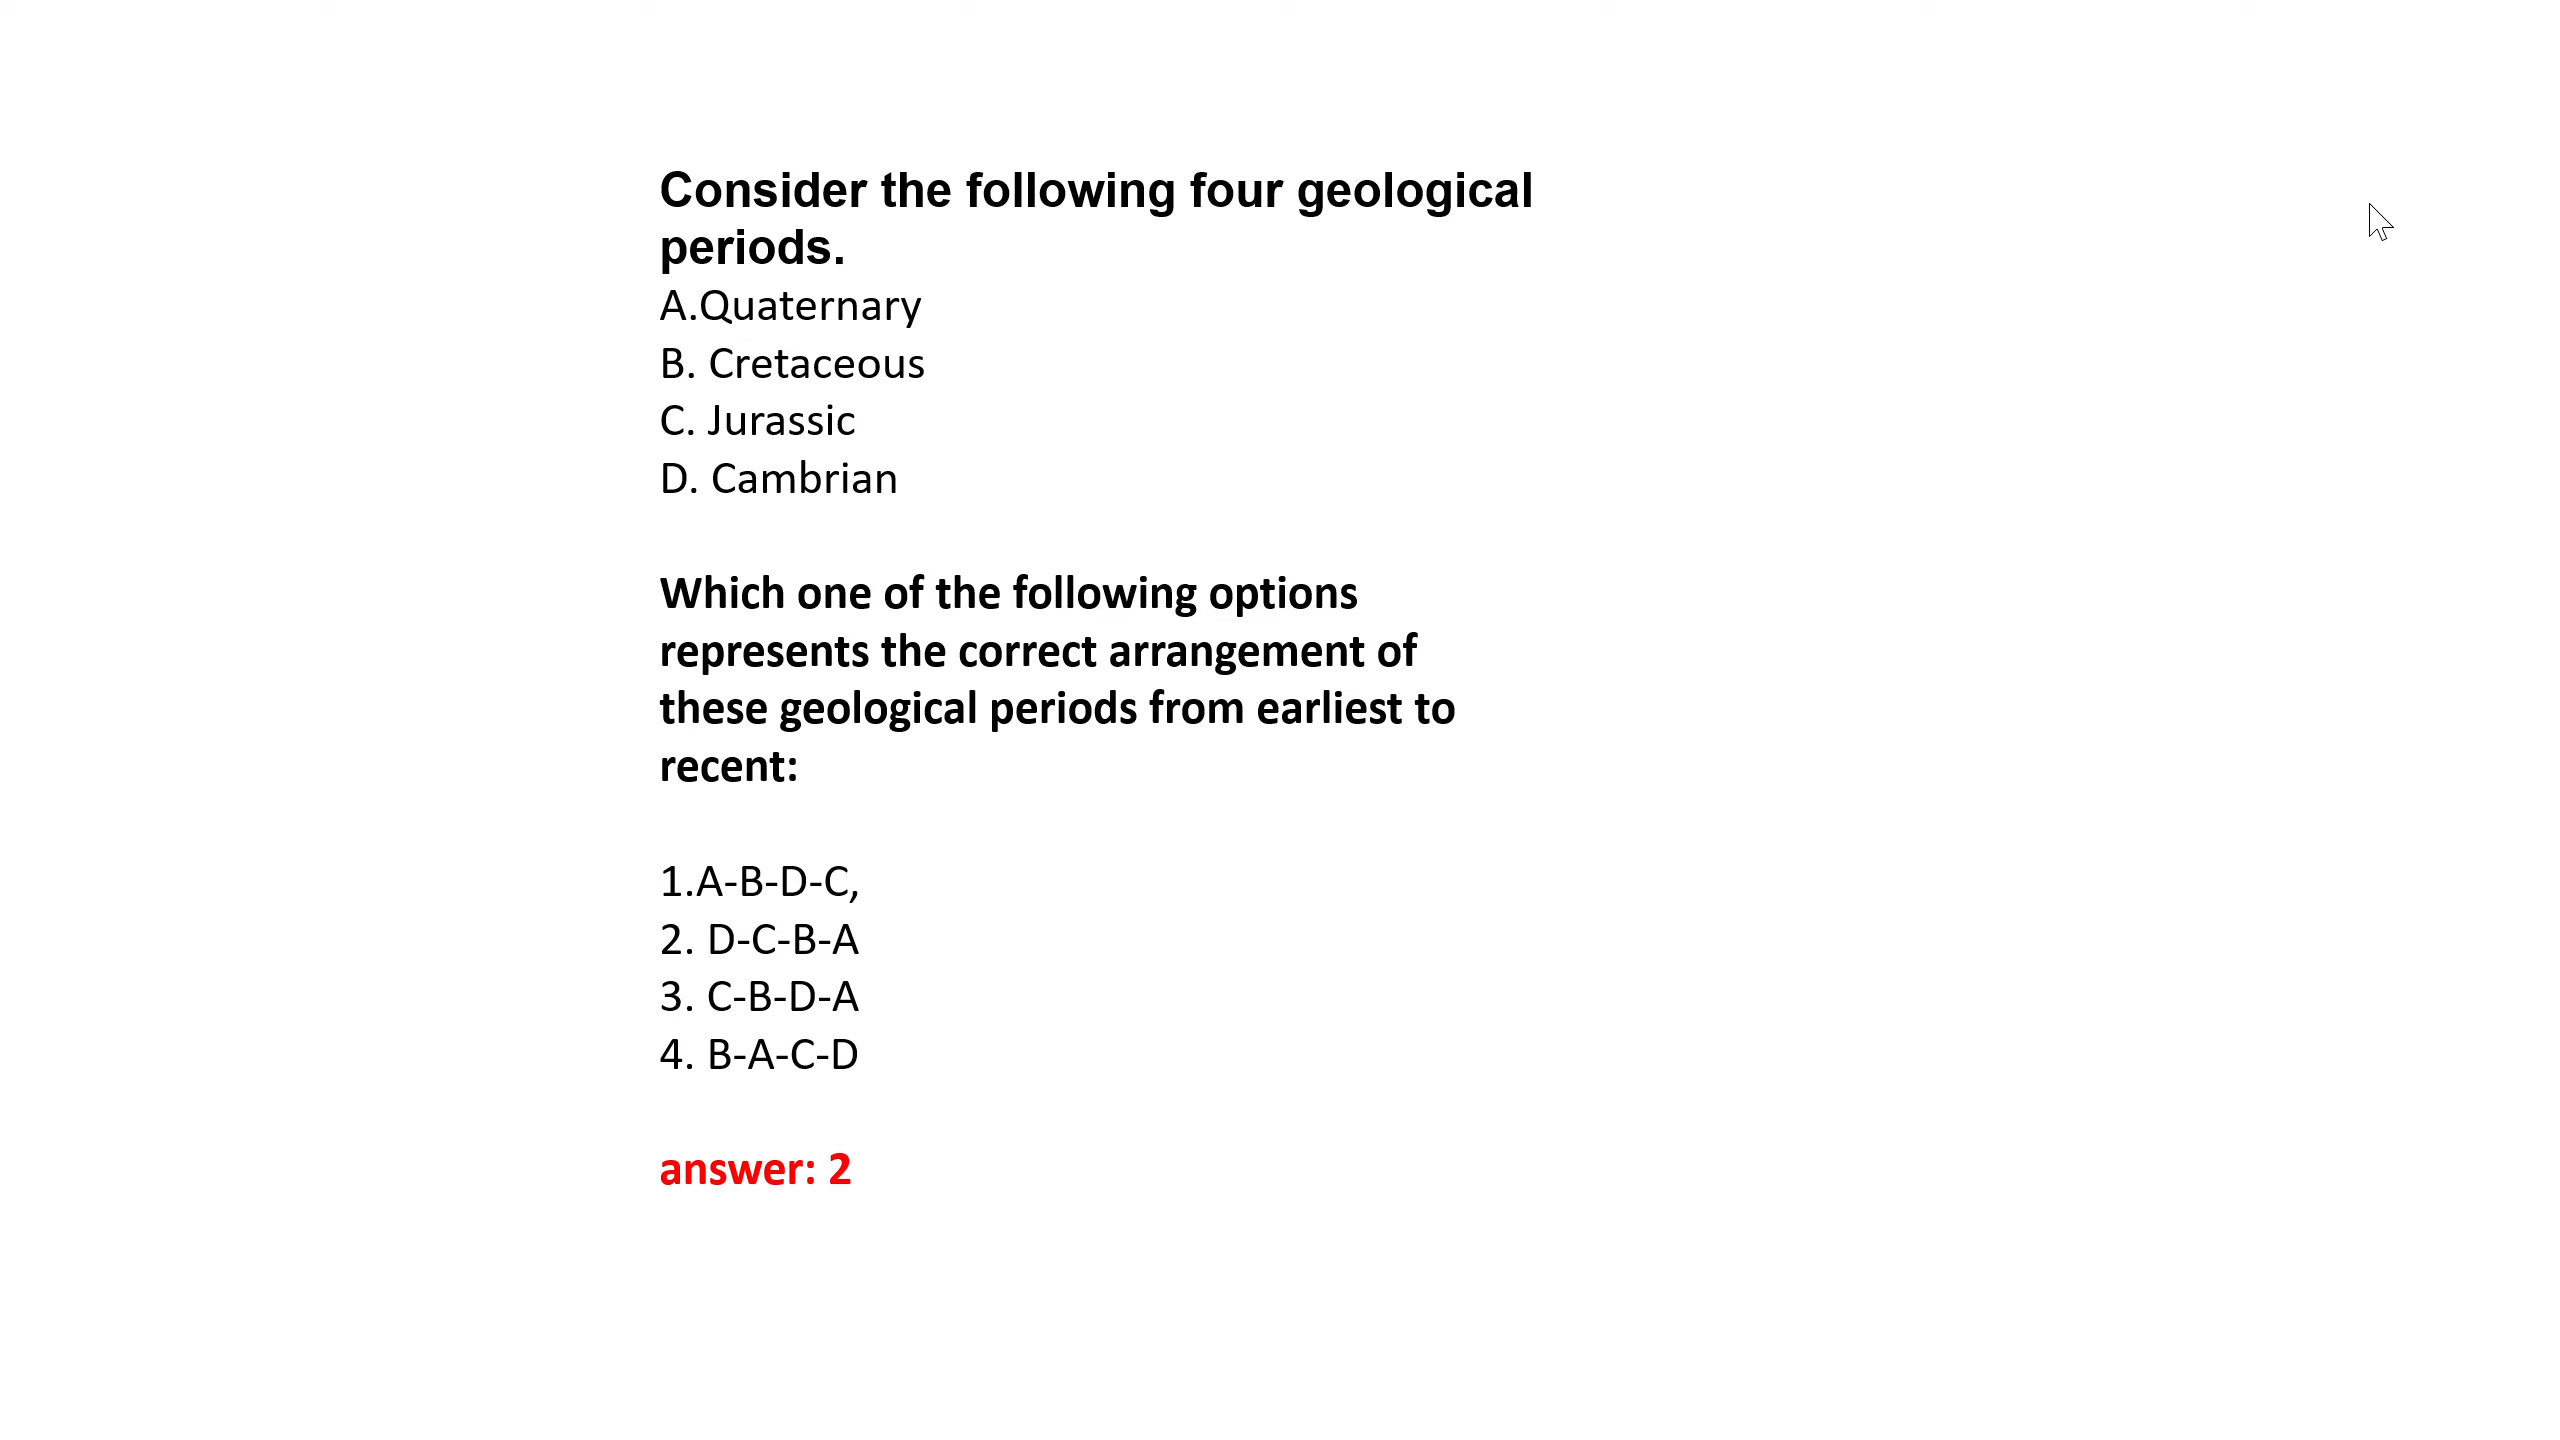 Consider the following four geological
periods.
A.Quaternary
B. Cretaceous
C. Jurassic
D. Cambrian
Which one of the following options
represents the correct arrangement of
these geological periods from earliest to
recent:
1.A-B-D-C,
2. D-C-B-A
3. C-B-D-A
4. B-A-C-D
answer: 2